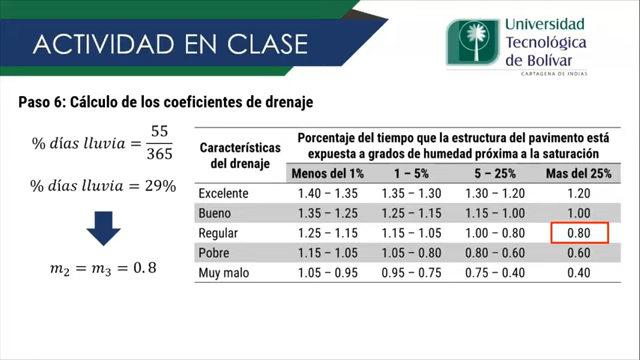 ACTIVIDAD EN CLASE
Universidad
Tecnológica
de Bolívar
CARTAGENA DE INDIAS
Paso 6: Cálculo de los coeficientes de drenaje
% días lluvia = 55/365
% días lluvia = 29%
m₂ = m₃ = 0.8
Características del drenaje
Porcentaje del tiempo que la estructura del pavimento está
expuesta a grados de humedad próxima a la saturación
Menos del 1% 1 – 5% 5 – 25% Mas del 25%
Excelente 1.40 – 1.35 1.35 – 1.30 1.30 – 1.20 1.20
Bueno 1.35 – 1.25 1.25 – 1.15 1.15 – 1.00 1.00
Regular 1.25 – 1.15 1.15 – 1.05 1.00 – 0.80 0.80
Pobre 1.15 – 1.05 1.05 – 0.80 0.80 – 0.60 0.60
Muy malo 1.05 – 0.95 0.95 – 0.75 0.75 – 0.40 0.40